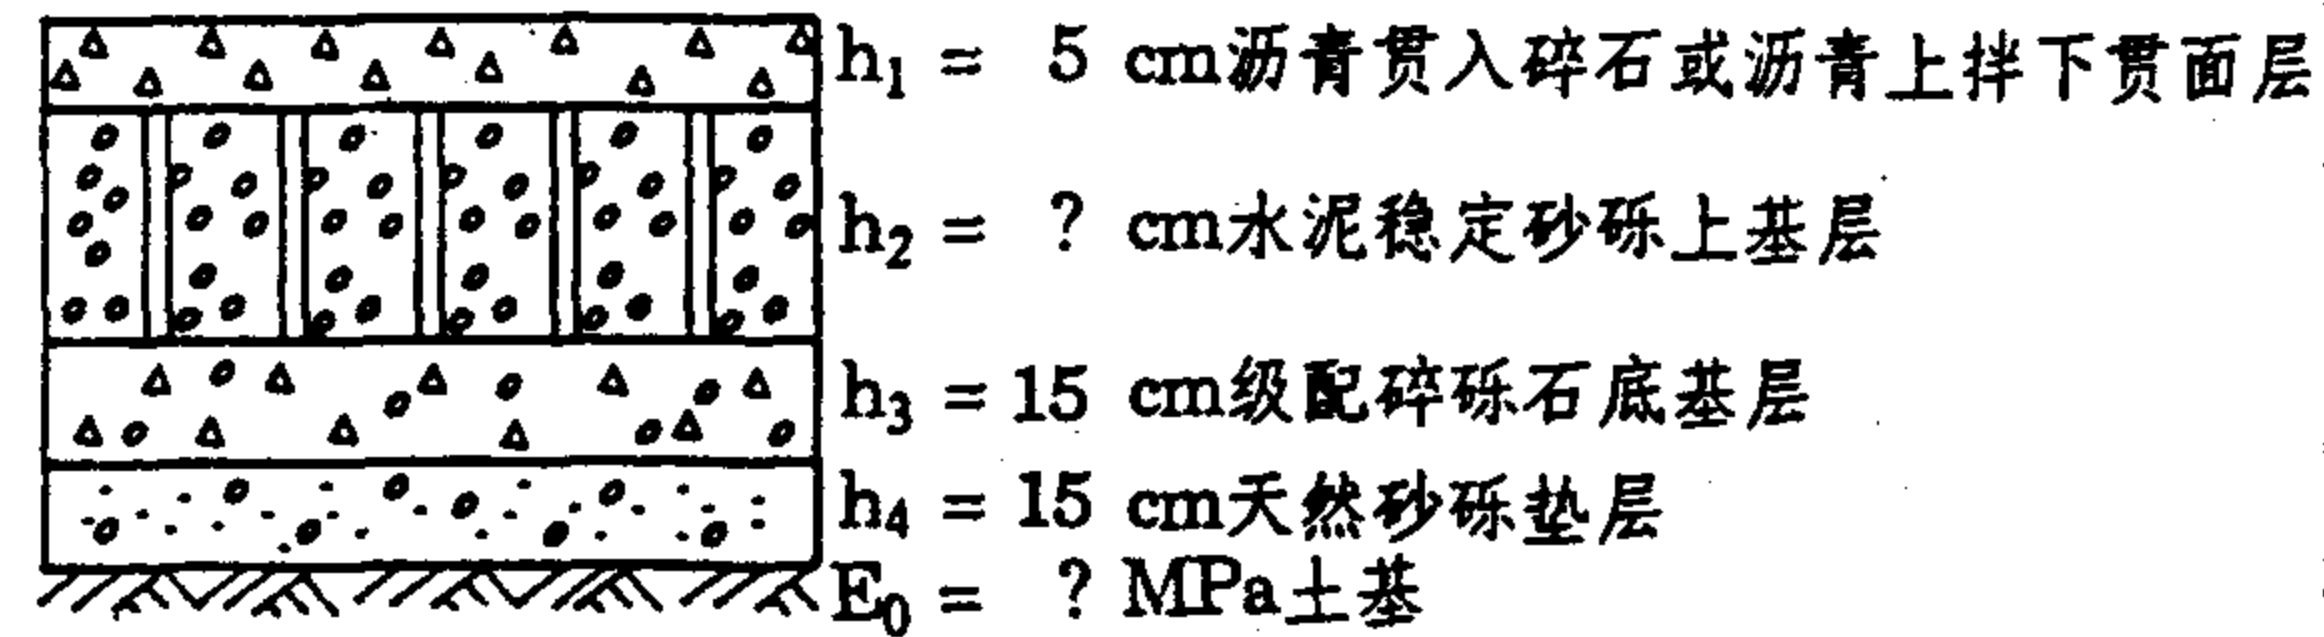 h₁ = 5 cm沥青贯入碎石或沥青上拌下贯面层
h₂ = ? cm水泥稳定砂砾上基层
h₃ = 15 cm级配碎砾石底基层
h₄ = 15 cm天然砂砾垫层
E₀ = ? MPa土基